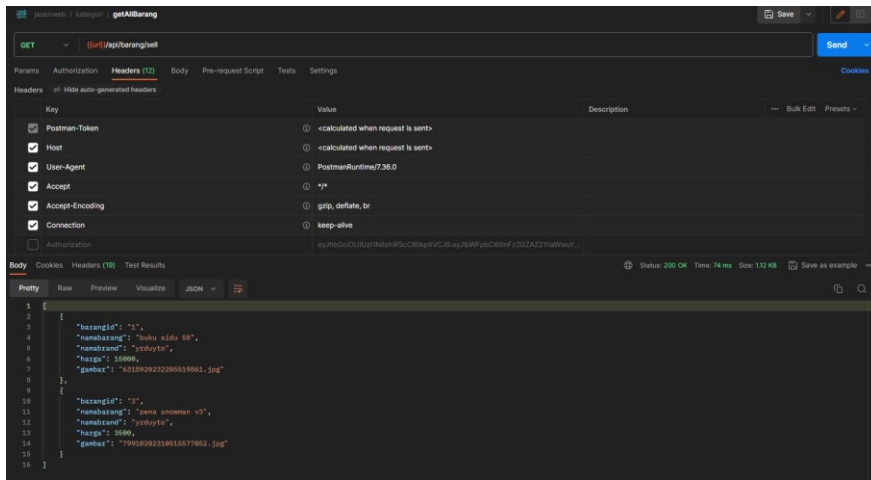 jasenweb / kategori / getAllBarang
Save
GET {{url}}/api/barang/sell
Send
Params Authorization Headers (12) Body Pre-request Script Tests Settings
Cookies
Headers Hide auto-generated headers
Key Value Description ••• Bulk Edit Presets
Postman-Token <calculated when request is sent>
Host <calculated when request is sent>
User-Agent PostmanRuntime/7.36.0
Accept */*
Accept-Encoding gzip, deflate, br
Connection keep-alive
Authorization
Body Cookies Headers (19) Test Results
Status: 200 OK Time: 74 ms Size: 1.12 KB Save as example •••
Pretty Raw Preview Visualize JSON
1 [
2 {
3 "barangid": "1",
4 "namabarang": "buku sidu 58",
5 "namabrand": "yrduyto",
6 "harga": 15000,
7 "gambar": "6318920232205519861.jpg"
8 },
9 {
10 "barangid": "3",
11 "namabarang": "pena snowman v3",
12 "namabrand": "yrduyto",
13 "harga": 3500,
14 "gambar": "79910202310515577052.jpg"
15 }
16 ]